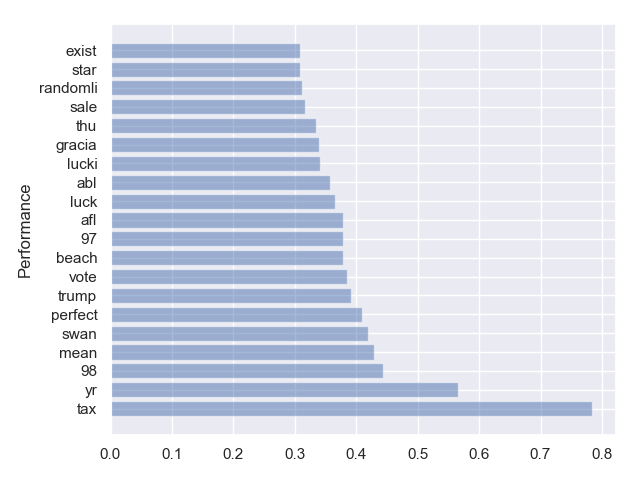 exist
star
randomli
sale
thu
gracia
lucki
abl
luck
afl
97
beach
vote
trump
perfect
swan
mean
98
yr
tax
Performance
0.0 0.1 0.2 0.3 0.4 0.5 0.6 0.7 0.8